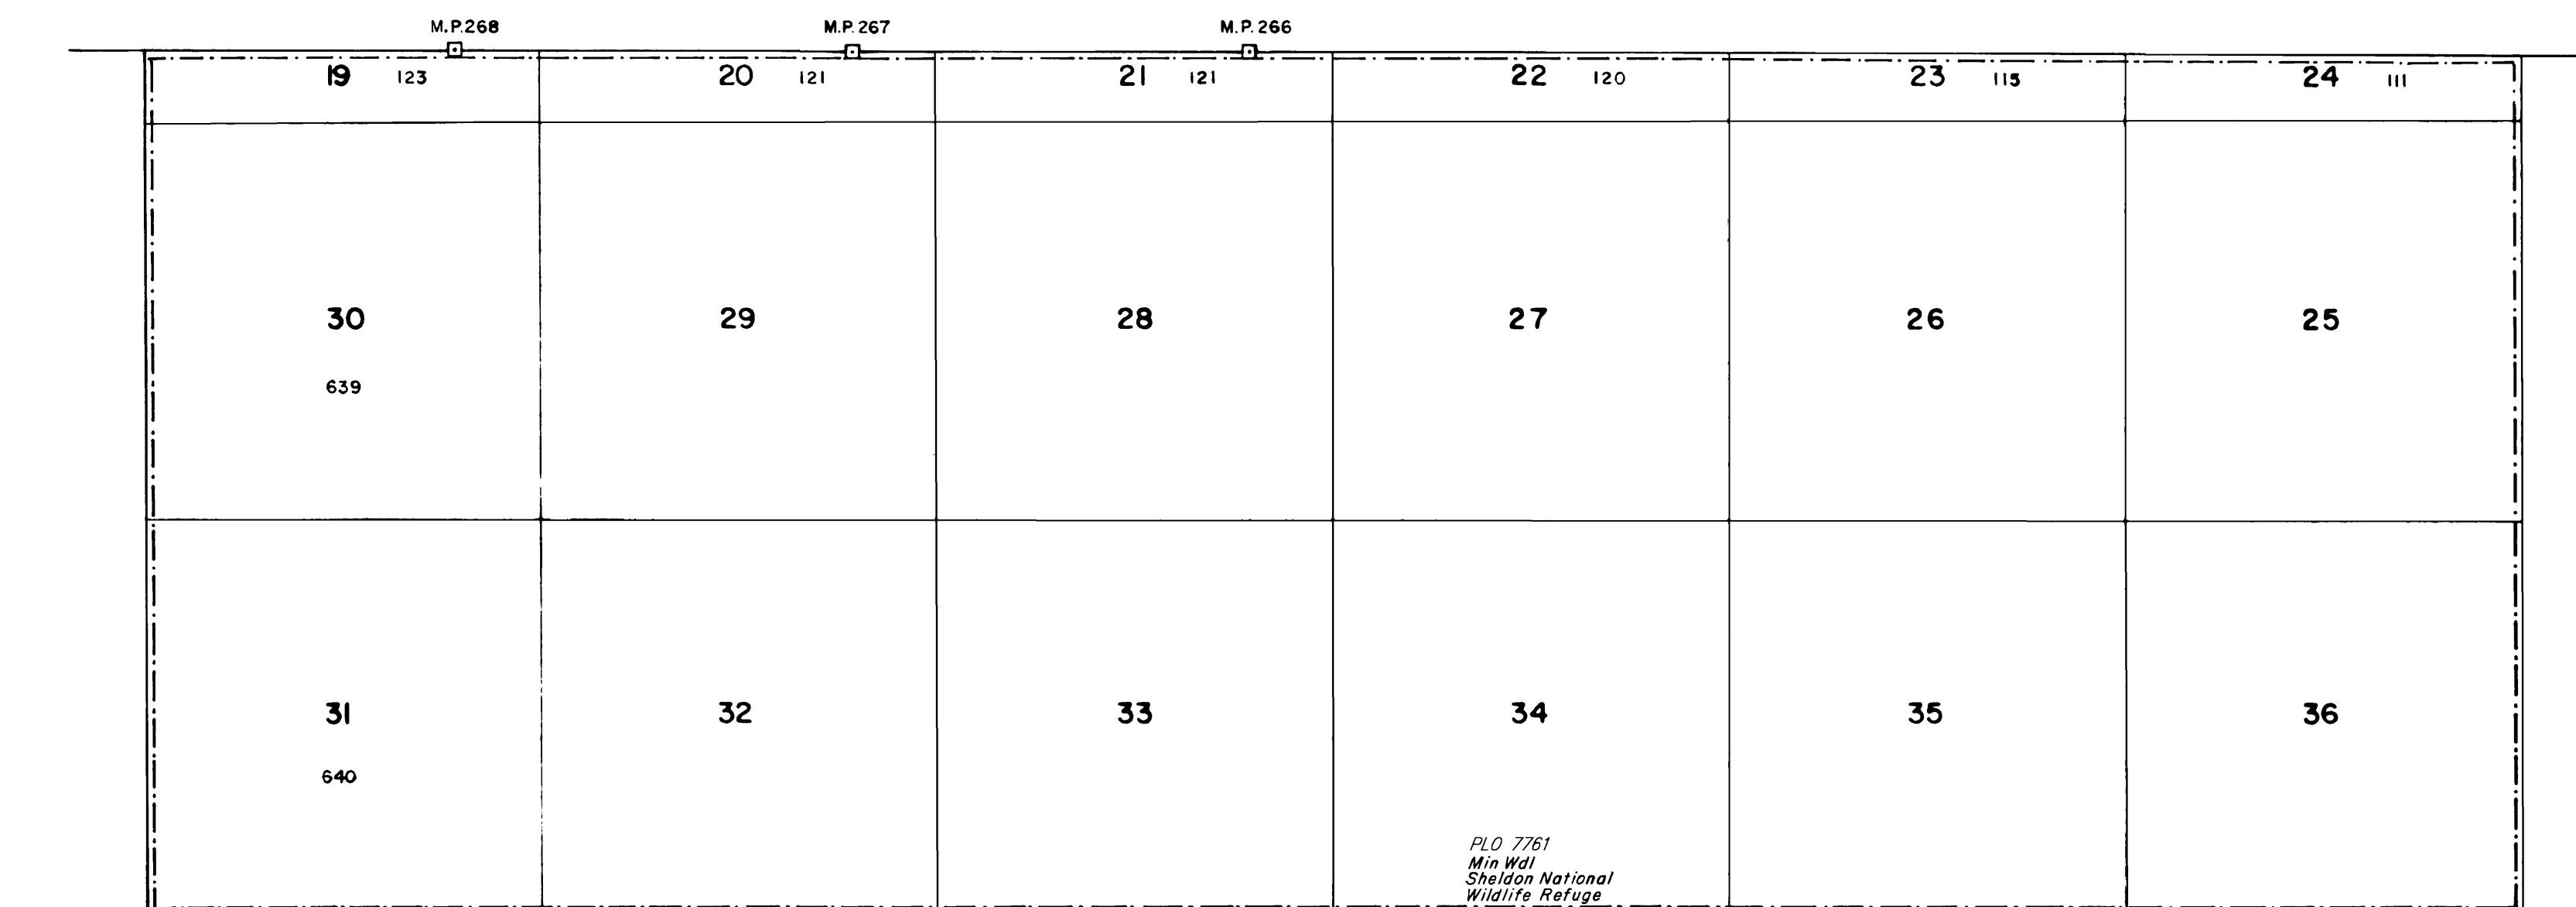 M.P.268 M.P.267 M.P.266
19 123 20 121 21 121 22 120 23 115 24 111
30 29 28 27 26 25
639
31 32 33 34 35 36
640
PLO 7761
Min Wdl
Sheldon National
Wildlife Refuge